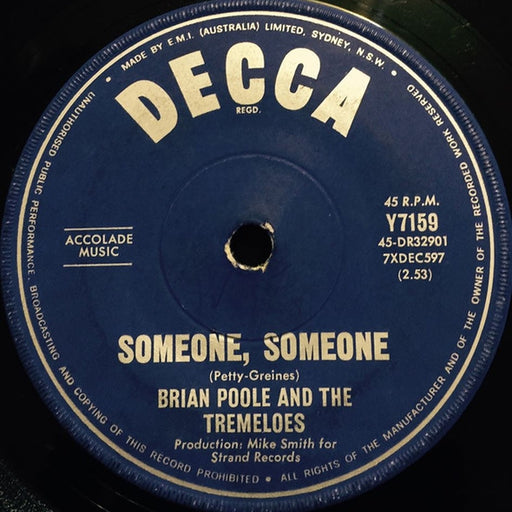 • MADE BY E.M.I. (AUSTRALIA) LIMITED, SYDNEY, N.S.W. •
UNAUTHORISED PUBLIC PERFORMANCE, BROADCASTING AND COPYING OF THIS RECORD PROHIBITED • ALL RIGHTS OF THE MANUFACTURER AND OF THE OWNER OF THE RECORDED WORK RESERVED
DECCA
REGD.
45 R.P.M.
Y7159
45-DR32901
7XDEC597
(2.53)
ACCOLADE
MUSIC
SOMEONE, SOMEONE
(Petty-Greines)
BRIAN POOLE AND THE
TREMELOES
Production: Mike Smith for
Strand Records